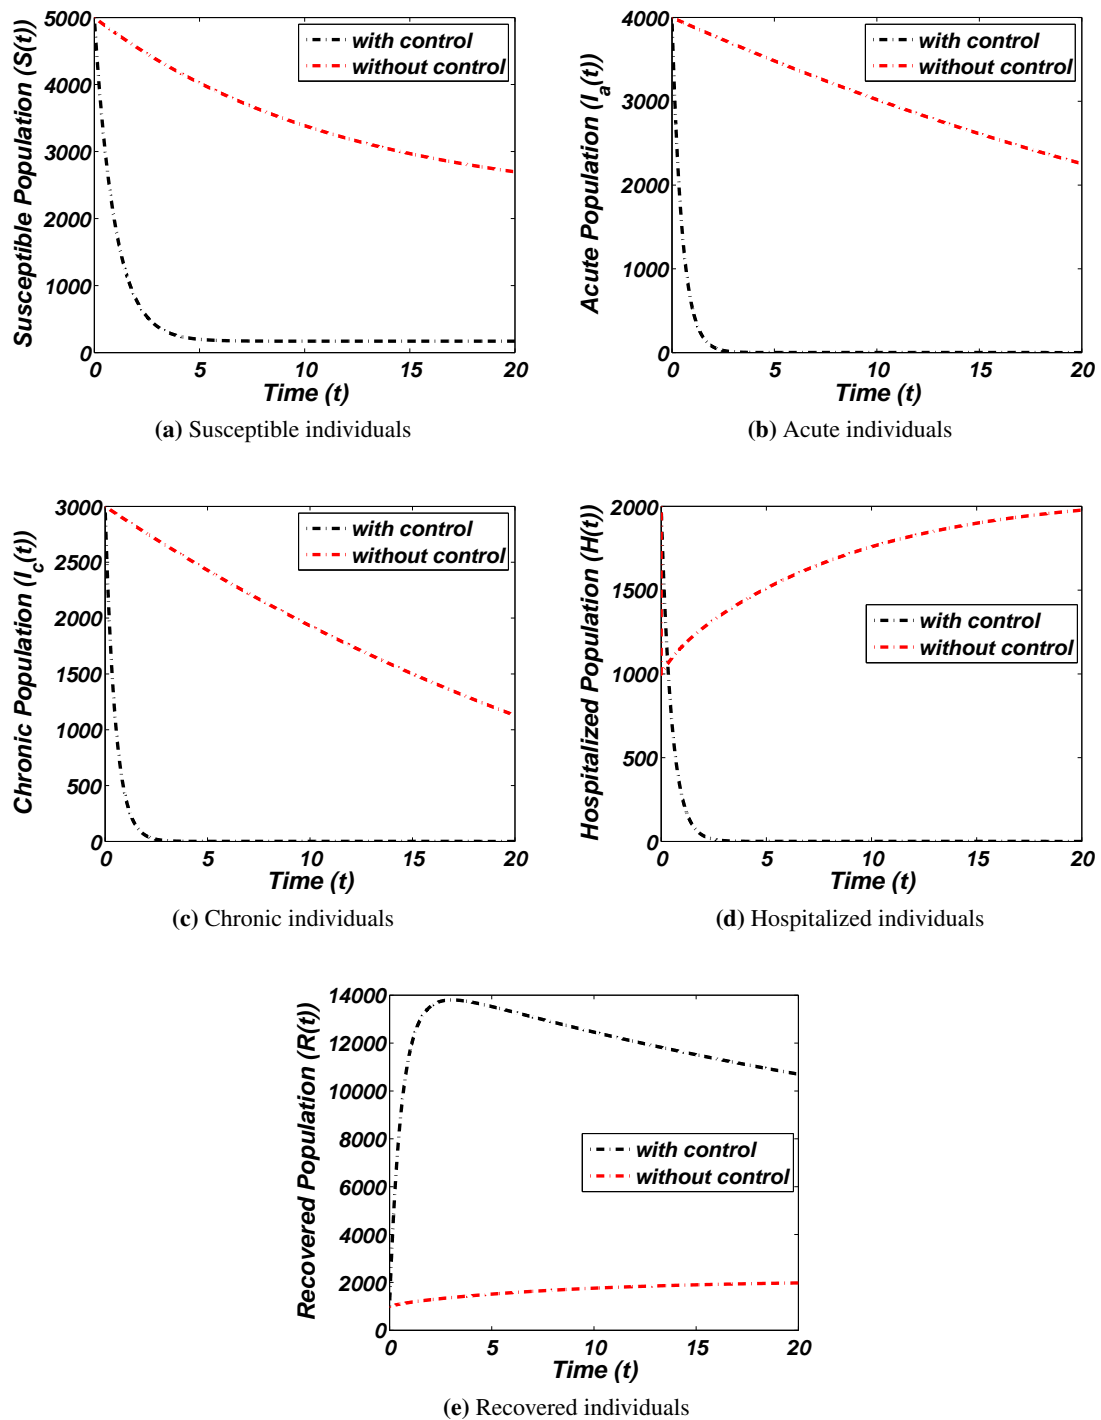 5000
4000
3000
2000
1000
0
0 5 10 15 20
Susceptible Population (S(t))
Time (t)
with control
without control
(a) Susceptible individuals
4000
3000
2000
1000
0
0 5 10 15 20
Acute Population (I_a(t))
Time (t)
with control
without control
(b) Acute individuals
3000
2500
2000
1500
1000
500
0
0 5 10 15 20
Chronic Population (I_c(t))
Time (t)
with control
without control
(c) Chronic individuals
2000
1500
1000
500
0
0 5 10 15 20
Hospitalized Population (H(t))
Time (t)
with control
without control
(d) Hospitalized individuals
14000
12000
10000
8000
6000
4000
2000
0
0 5 10 15 20
Recovered Population (R(t))
Time (t)
with control
without control
(e) Recovered individuals